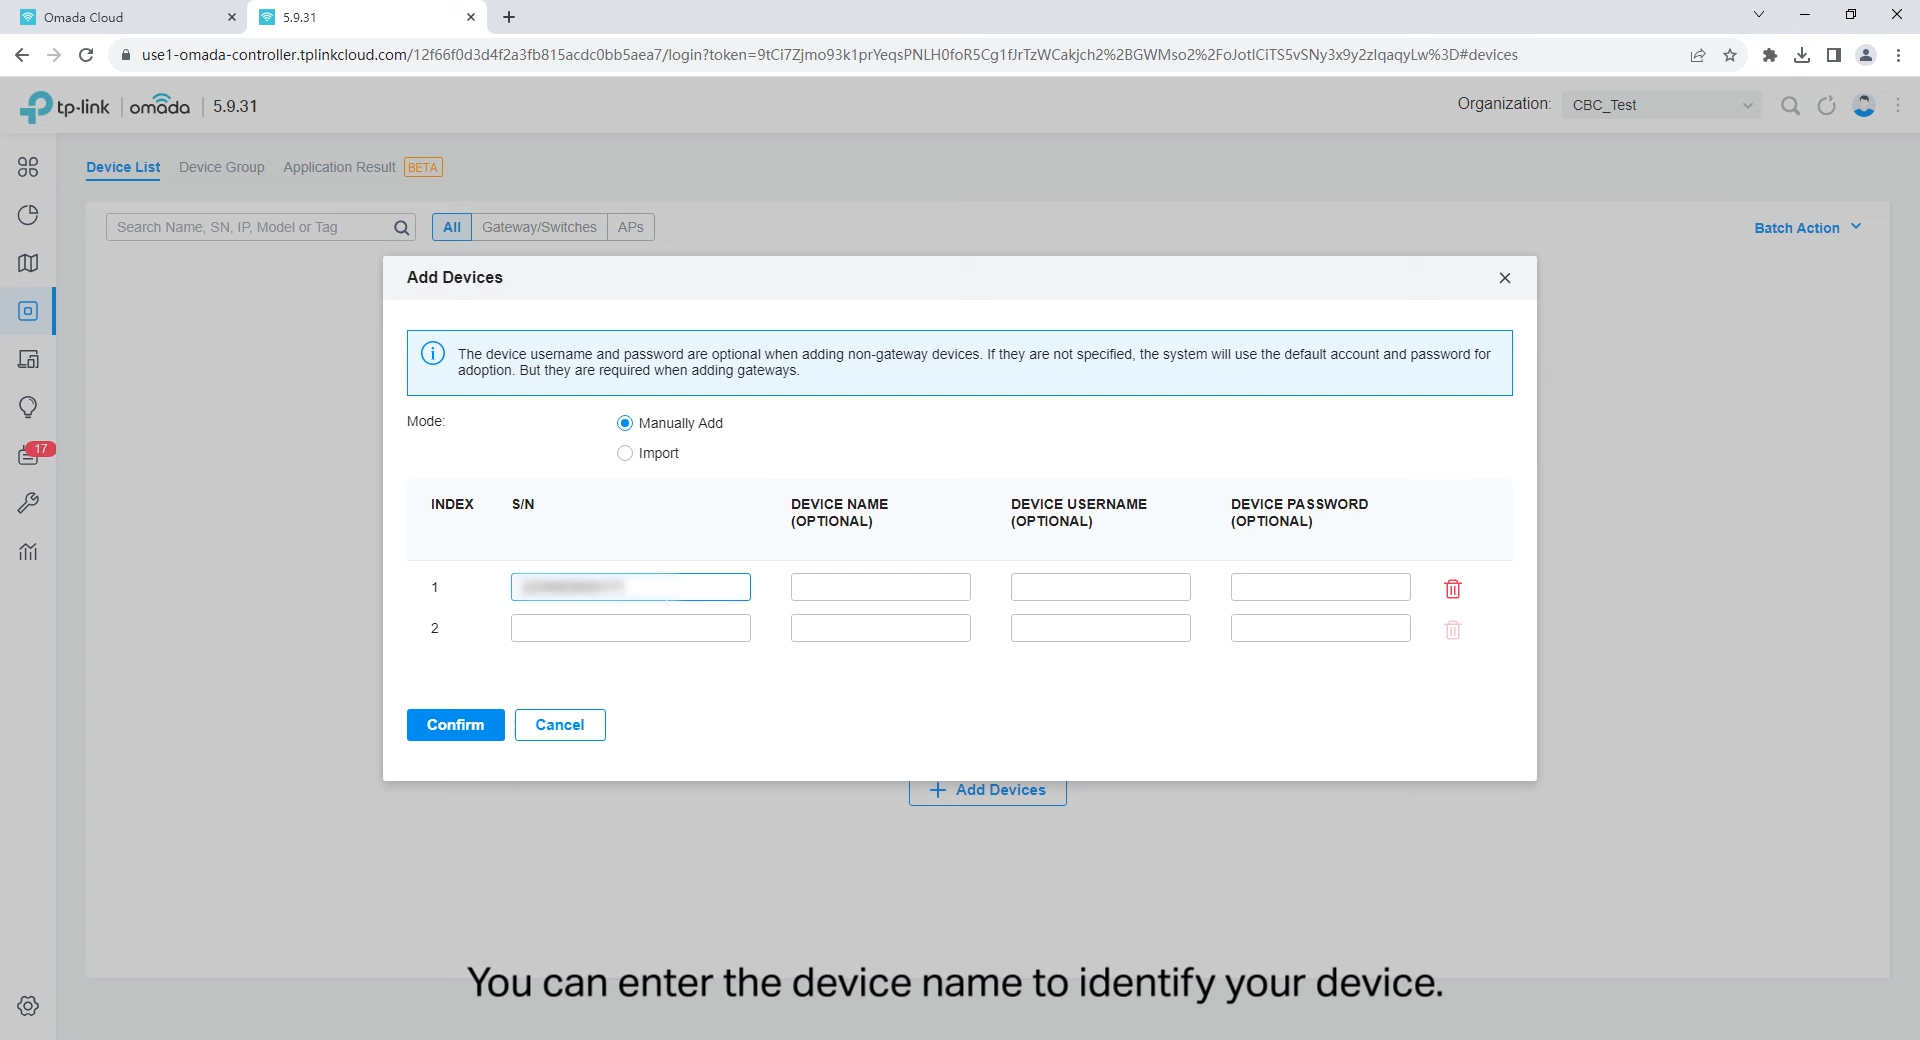 Omada Cloud
5.9.31
use1-omada-controller.tplinkcloud.com/12f66f0d3d4f2a3fb815acdc0bb5aea7/login?token=9tCi7Zjmo93k1prYeqsPNLH0foR5Cg1fJrTzWCakjch2%2BGWMso2%2FoJotlCiTS5vSNy3x9y2zlqaqyLw%3D#devices
tp-link | omada | 5.9.31
Organization: CBC_Test
Device List Device Group Application Result BETA
Search Name, SN, IP, Model or Tag All Gateway/Switches APs Batch Action
Add Devices
The device username and password are optional when adding non-gateway devices. If they are not specified, the system will use the default account and password for
adoption. But they are required when adding gateways.
Mode: Manually Add
Import
17
INDEX S/N DEVICE NAME DEVICE USERNAME DEVICE PASSWORD
(OPTIONAL) (OPTIONAL) (OPTIONAL)
1
2
Confirm Cancel
Add Devices
You can enter the device name to identify your device.